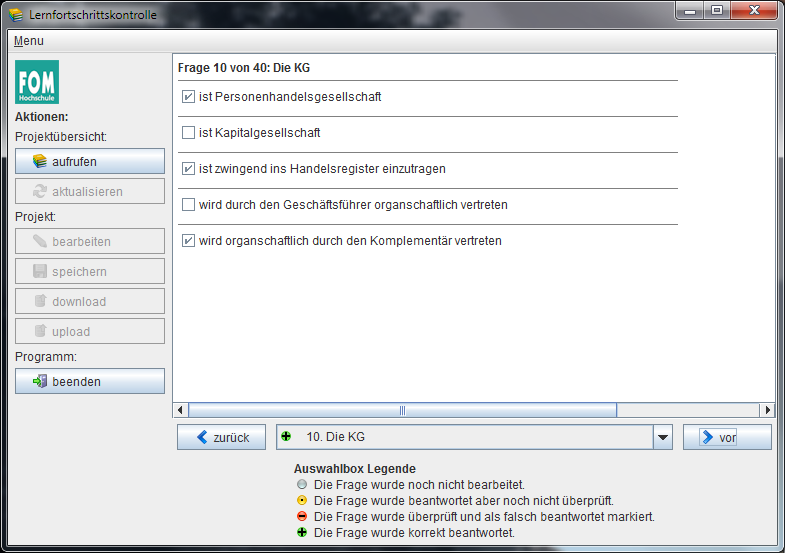 Lernfortschrittskontrolle
Menu
FOM
Hochschule
Aktionen:
Projektübersicht:
aufrufen
aktualisieren
Projekt:
bearbeiten
speichern
download
upload
Programm:
beenden
Frage 10 von 40: Die KG
ist Personenhandelsgesellschaft
ist Kapitalgesellschaft
ist zwingend ins Handelsregister einzutragen
wird durch den Geschäftsführer organschaftlich vertreten
wird organschaftlich durch den Komplementär vertreten
zurück
10. Die KG
vor
Auswahlbox Legende
Die Frage wurde noch nicht bearbeitet.
Die Frage wurde beantwortet aber noch nicht überprüft.
Die Frage wurde überprüft und als falsch beantwortet markiert.
Die Frage wurde korrekt beantwortet.